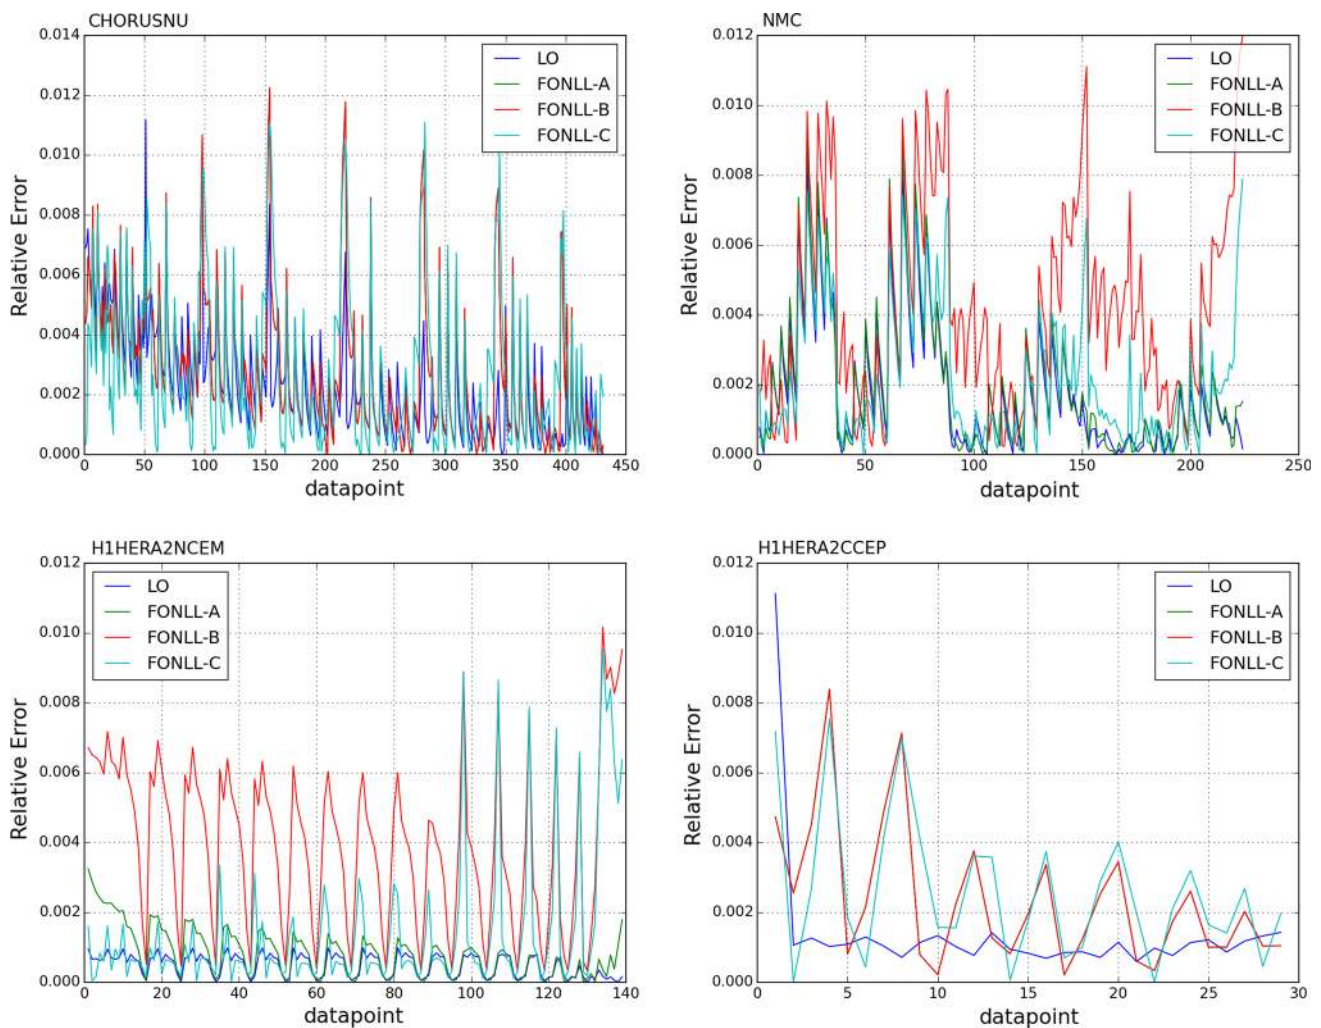 CHORUSNU
0.014
0.012
0.010
0.008
0.006
0.004
0.002
0.000
Relative Error
LO
FONLL-A
FONLL-B
FONLL-C
0 50 100 150 200 250 300 350 400 450
datapoint
NMC
0.012
0.010
0.008
0.006
0.004
0.002
0.000
Relative Error
LO
FONLL-A
FONLL-B
FONLL-C
0 50 100 150 200 250
datapoint
H1HERA2NCEM
0.012
0.010
0.008
0.006
0.004
0.002
0.000
Relative Error
LO
FONLL-A
FONLL-B
FONLL-C
0 20 40 60 80 100 120 140
datapoint
H1HERA2CCEP
0.012
0.010
0.008
0.006
0.004
0.002
0.000
Relative Error
LO
FONLL-A
FONLL-B
FONLL-C
0 5 10 15 20 25 30
datapoint